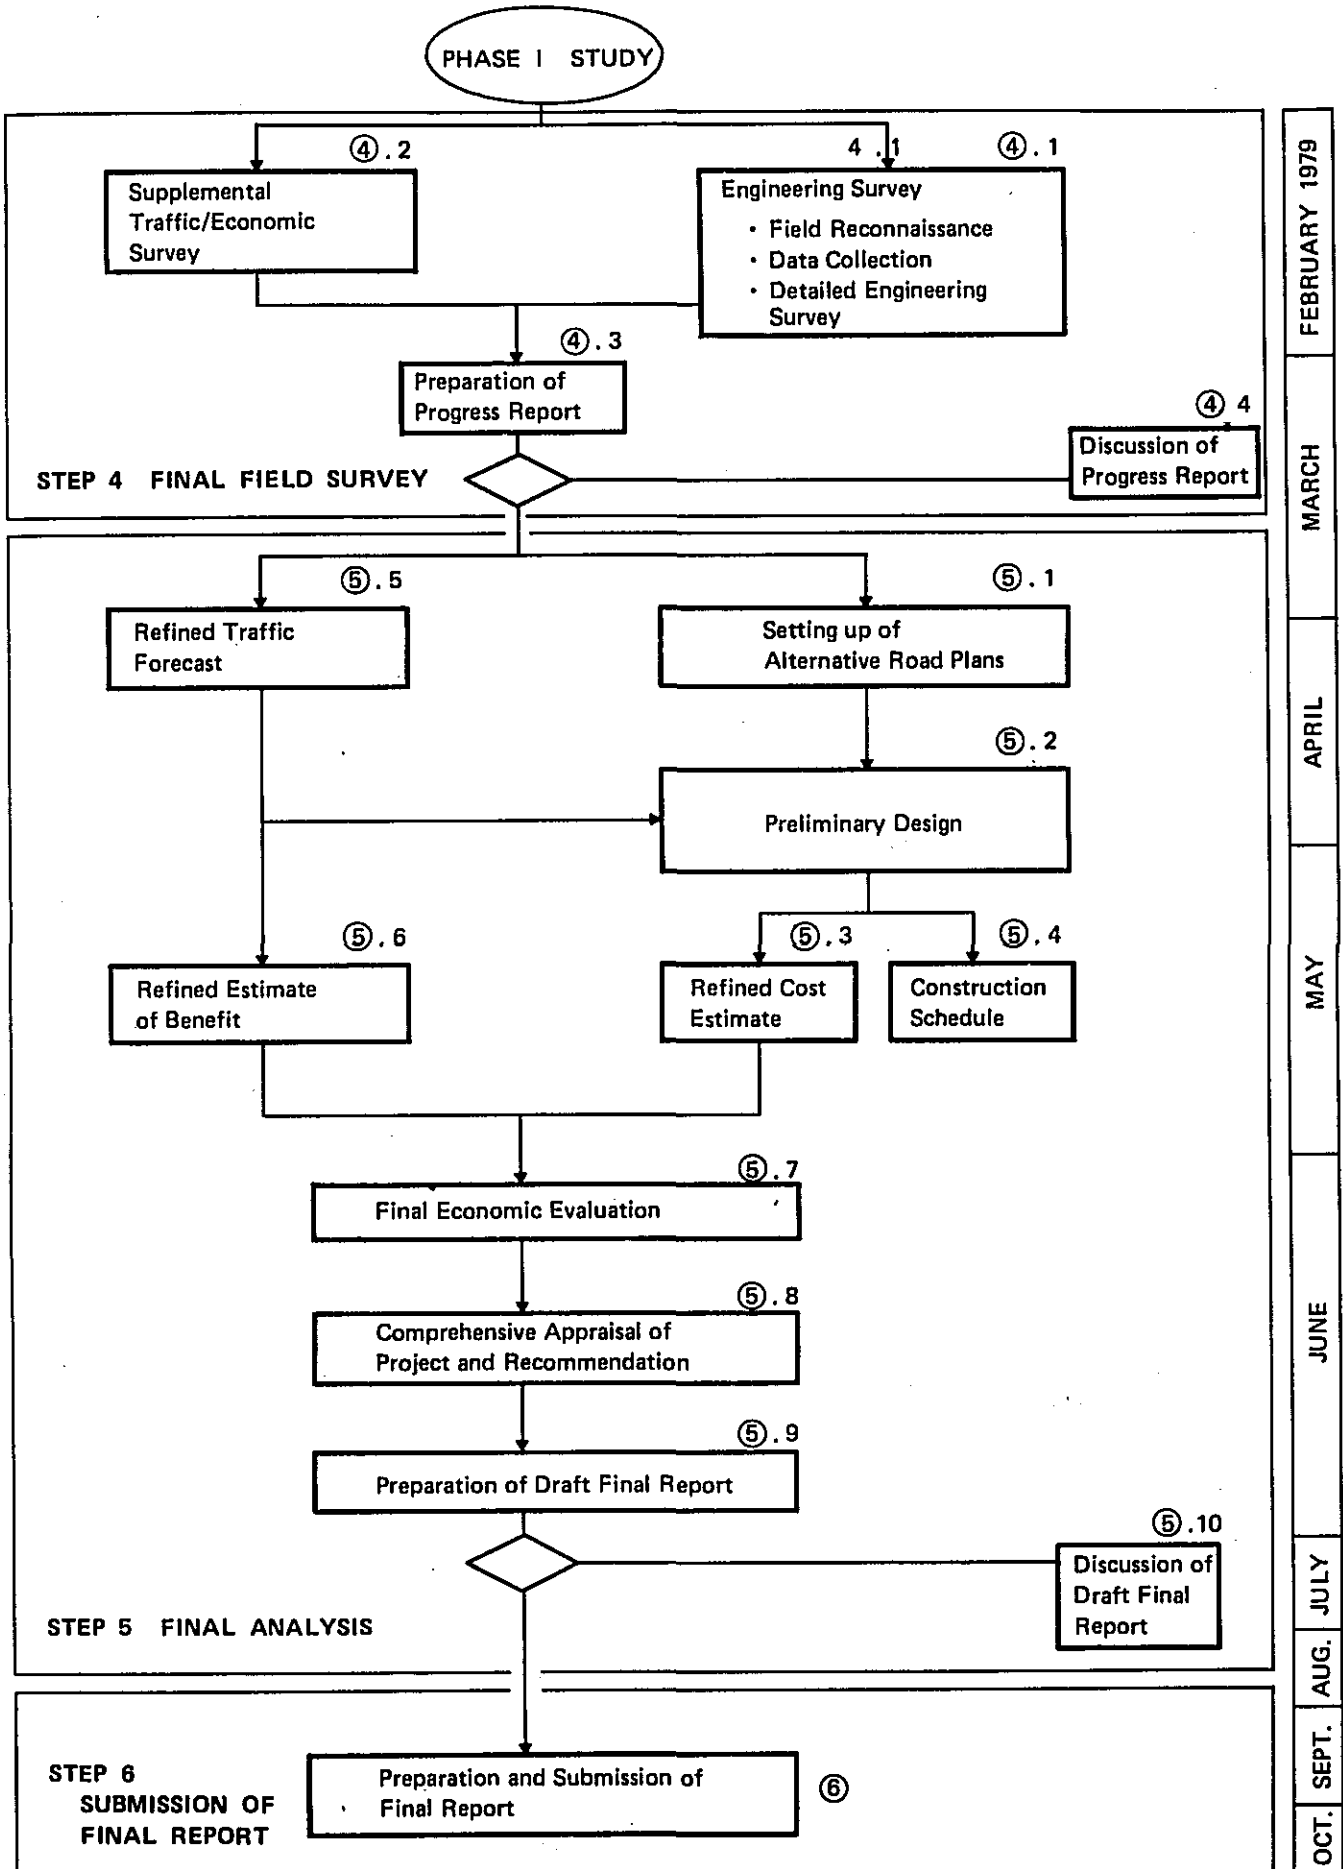 PHASE I STUDY
④.2
4.1
④.1
Supplemental
Traffic/Economic
Survey
Engineering Survey
• Field Reconnaissance
• Data Collection
• Detailed Engineering
Survey
④.3
Preparation of
Progress Report
④ 4
Discussion of
Progress Report
STEP 4 FINAL FIELD SURVEY
⑤.5
⑤.1
Refined Traffic
Forecast
Setting up of
Alternative Road Plans
⑤.2
Preliminary Design
⑤.6
⑤.3
⑤.4
Refined Estimate
of Benefit
Refined Cost
Estimate
Construction
Schedule
⑤.7
Final Economic Evaluation
⑤.8
Comprehensive Appraisal of
Project and Recommendation
⑤.9
Preparation of Draft Final Report
⑤.10
Discussion of
Draft Final
Report
STEP 5 FINAL ANALYSIS
STEP 6
SUBMISSION OF
FINAL REPORT
Preparation and Submission of
Final Report
⑥
FEBRUARY 1979
MARCH
APRIL
MAY
JUNE
JULY
AUG.
SEPT.
OCT.